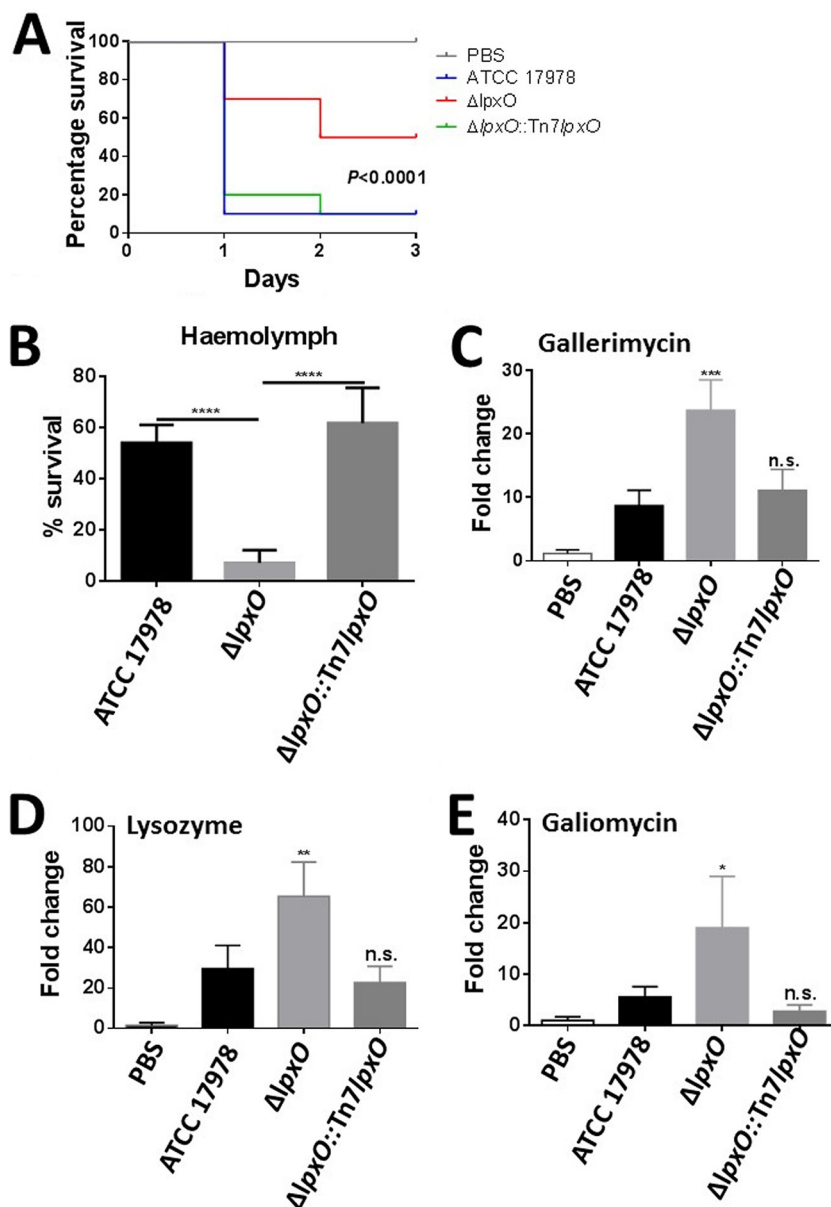 A
Percentage survival
100
80
60
40
20
0
0 1 2 3
Days
P<0.0001
PBS
ATCC 17978
ΔlpxO
ΔlpxO::Tn7lpxO
B
Haemolymph
% survival
80
60
40
20
0
**** ****
ATCC 17978
ΔlpxO
ΔlpxO::Tn7lpxO
C
Gallerimycin
Fold change
30
20
10
0
***
n.s.
PBS
ATCC 17978
ΔlpxO
ΔlpxO::Tn7lpxO
D
Lysozyme
Fold change
100
80
60
40
20
0
**
n.s.
PBS
ATCC 17978
ΔlpxO
ΔlpxO::Tn7lpxO
E
Galiomycin
Fold change
40
30
20
10
0
*
n.s.
PBS
ATCC 17978
ΔlpxO
ΔlpxO::Tn7lpxO